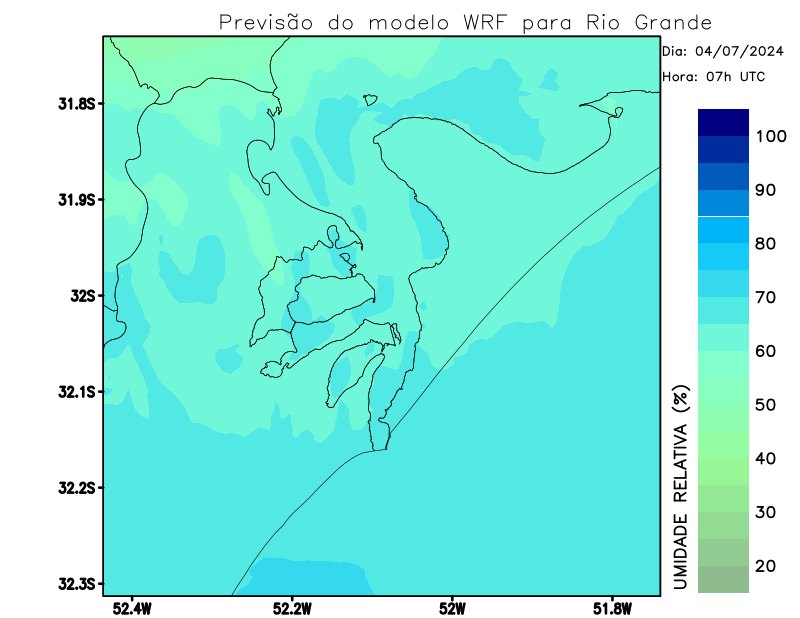 Previsão do modelo WRF para Rio Grande
Dia: 04/07/2024
Hora: 07h UTC
31.8S
31.9S
32S
32.1S
32.2S
32.3S
52.4W
52.2W
52W
51.8W
100
90
80
70
60
50
40
30
20
UMIDADE RELATIVA (%)